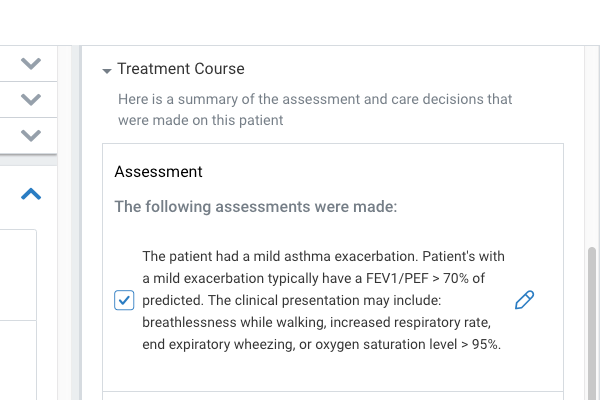 Treatment Course
Here is a summary of the assessment and care decisions that
were made on this patient
Assessment
The following assessments were made:
The patient had a mild asthma exacerbation. Patient's with
a mild exacerbation typically have a FEV1/PEF > 70% of
predicted. The clinical presentation may include:
breathlessness while walking, increased respiratory rate,
end expiratory wheezing, or oxygen saturation level > 95%.